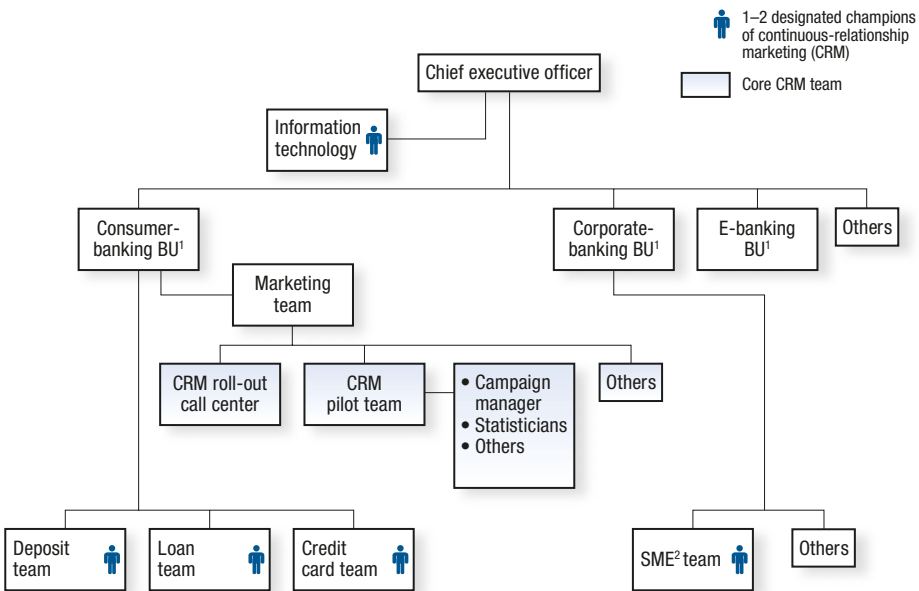 1–2 designated champions
of continuous-relationship
marketing (CRM)
Core CRM team
Chief executive officer
Information
technology
Consumer-
banking BU¹
Corporate-
banking BU¹
E-banking
BU¹
Others
Marketing
team
CRM roll-out
call center
CRM
pilot team
• Campaign
manager
• Statisticians
• Others
Others
Deposit
team
Loan
team
Credit
card team
SME² team
Others